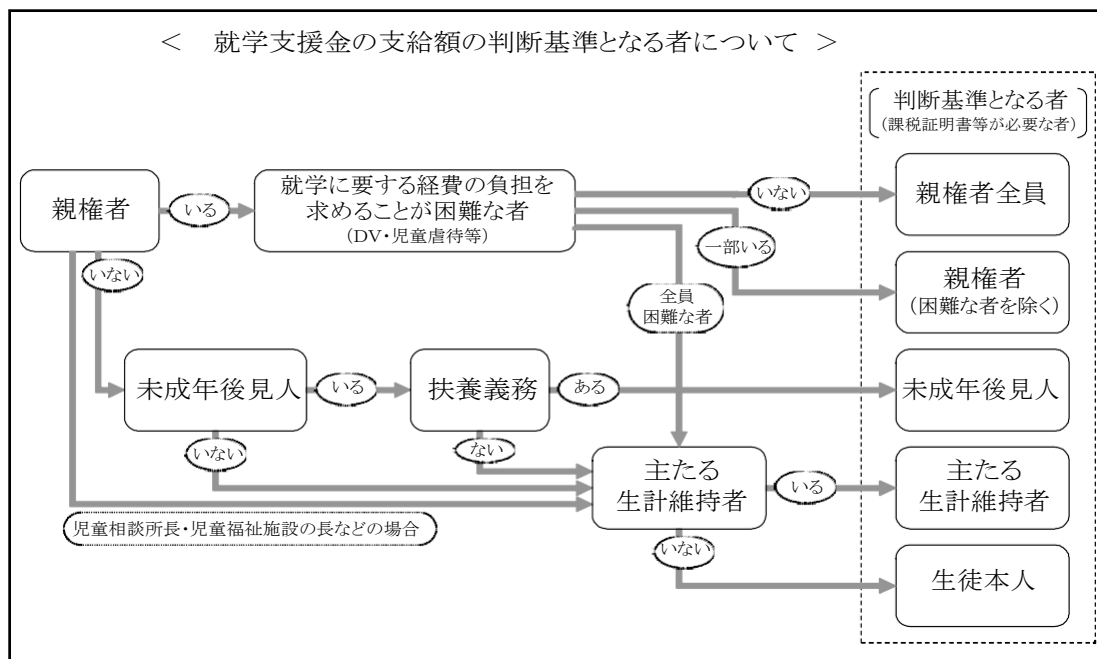 ＜ 就学支援金の支給額の判断基準となる者について ＞
判断基準となる者
（課税証明書等が必要な者）
親権者
いる
就学に要する経費の負担を
求めることが困難な者
（DV・児童虐待等）
いない
親権者全員
一部いる
親権者
（困難な者を除く）
いない
全員
困難な者
未成年後見人
いる
扶養義務
ある
未成年後見人
いない
ない
主たる
生計維持者
いる
主たる
生計維持者
児童相談所長・児童福祉施設の長などの場合
いない
生徒本人